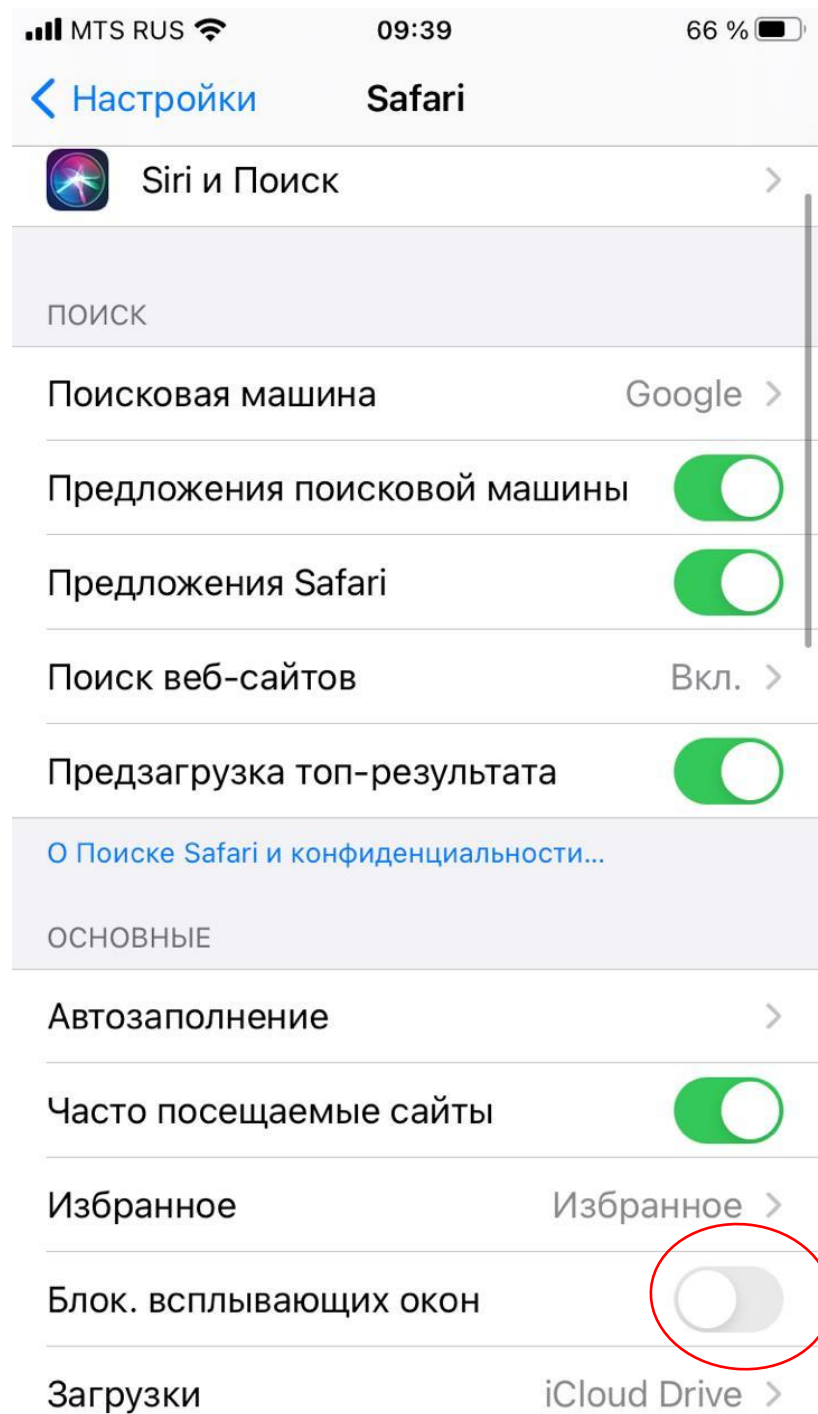 MTS RUS 09:39 66 %
Настройки Safari
Siri и Поиск
ПОИСК
Поисковая машина Google
Предложения поисковой машины
Предложения Safari
Поиск веб-сайтов Вкл.
Предзагрузка топ-результата
О Поиске Safari и конфиденциальности...
ОСНОВНЫЕ
Автозаполнение
Часто посещаемые сайты
Избранное Избранное
Блок. всплывающих окон
Загрузки iCloud Drive